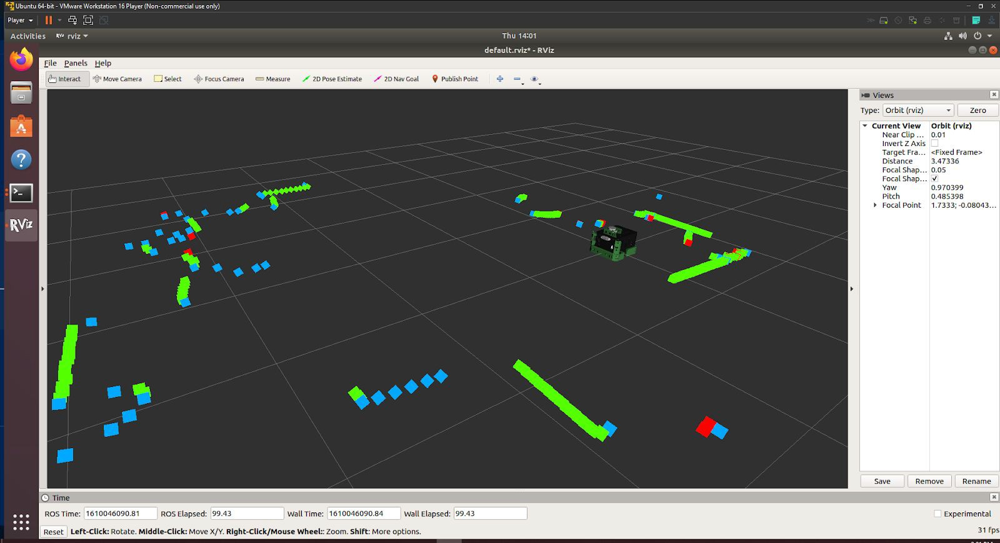 Ubuntu 64-bit - VMware Workstation 16 Player (Non-commercial use only)
Player
Activities RViz rviz Thu 14:01
default.rviz* - RViz
File Panels Help
Interact Move Camera Select Focus Camera Measure 2D Pose Estimate 2D Nav Goal Publish Point
Views
Type: Orbit (rviz) Zero
Current View Orbit (rviz)
Near Clip ... 0.01
Invert Z Axis
Target Fra... <Fixed Frame>
Distance 3.47336
Focal Shap... 0.05
Focal Shap... ✓
Yaw 0.970399
Pitch 0.485398
Focal Point 1.7333; -0.08043...
RViz
Save Remove Rename
Time
ROS Time: 1610046090.81 ROS Elapsed: 99.43 Wall Time: 1610046090.84 Wall Elapsed: 99.43 Experimental
Reset Left-Click: Rotate. Middle-Click: Move X/Y. Right-Click/Mouse Wheel:: Zoom. Shift: More options. 31 fps